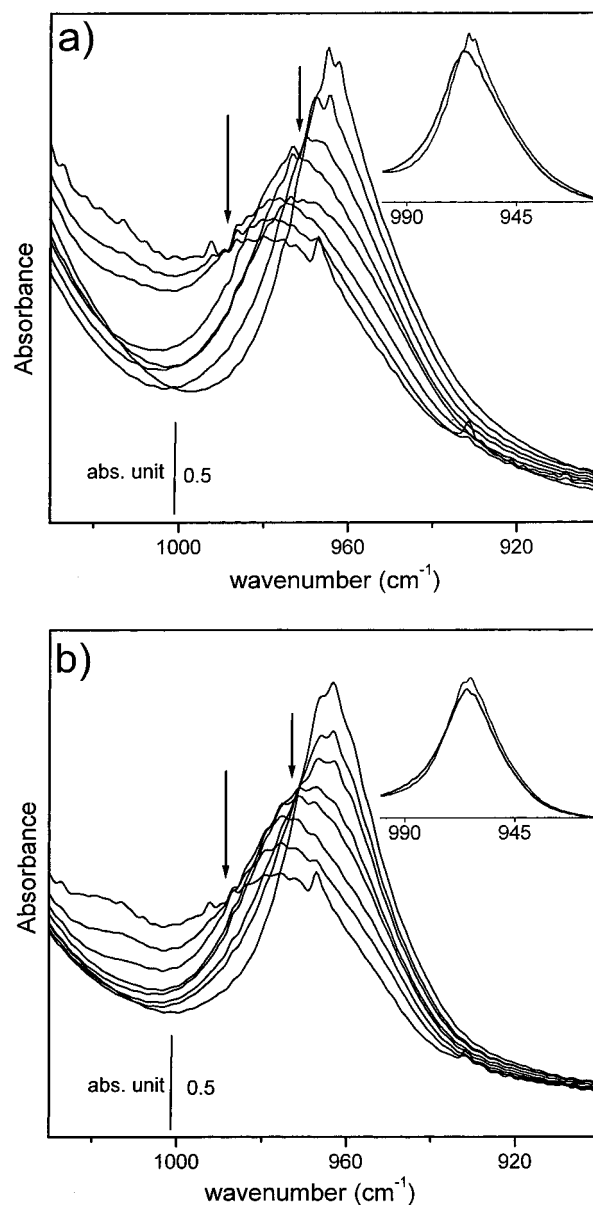 a)
990 945
Absorbance
abs. unit 0.5
1000 960 920
wavenumber (cm⁻¹)
b)
990 945
Absorbance
abs. unit 0.5
1000 960 920
wavenumber (cm⁻¹)